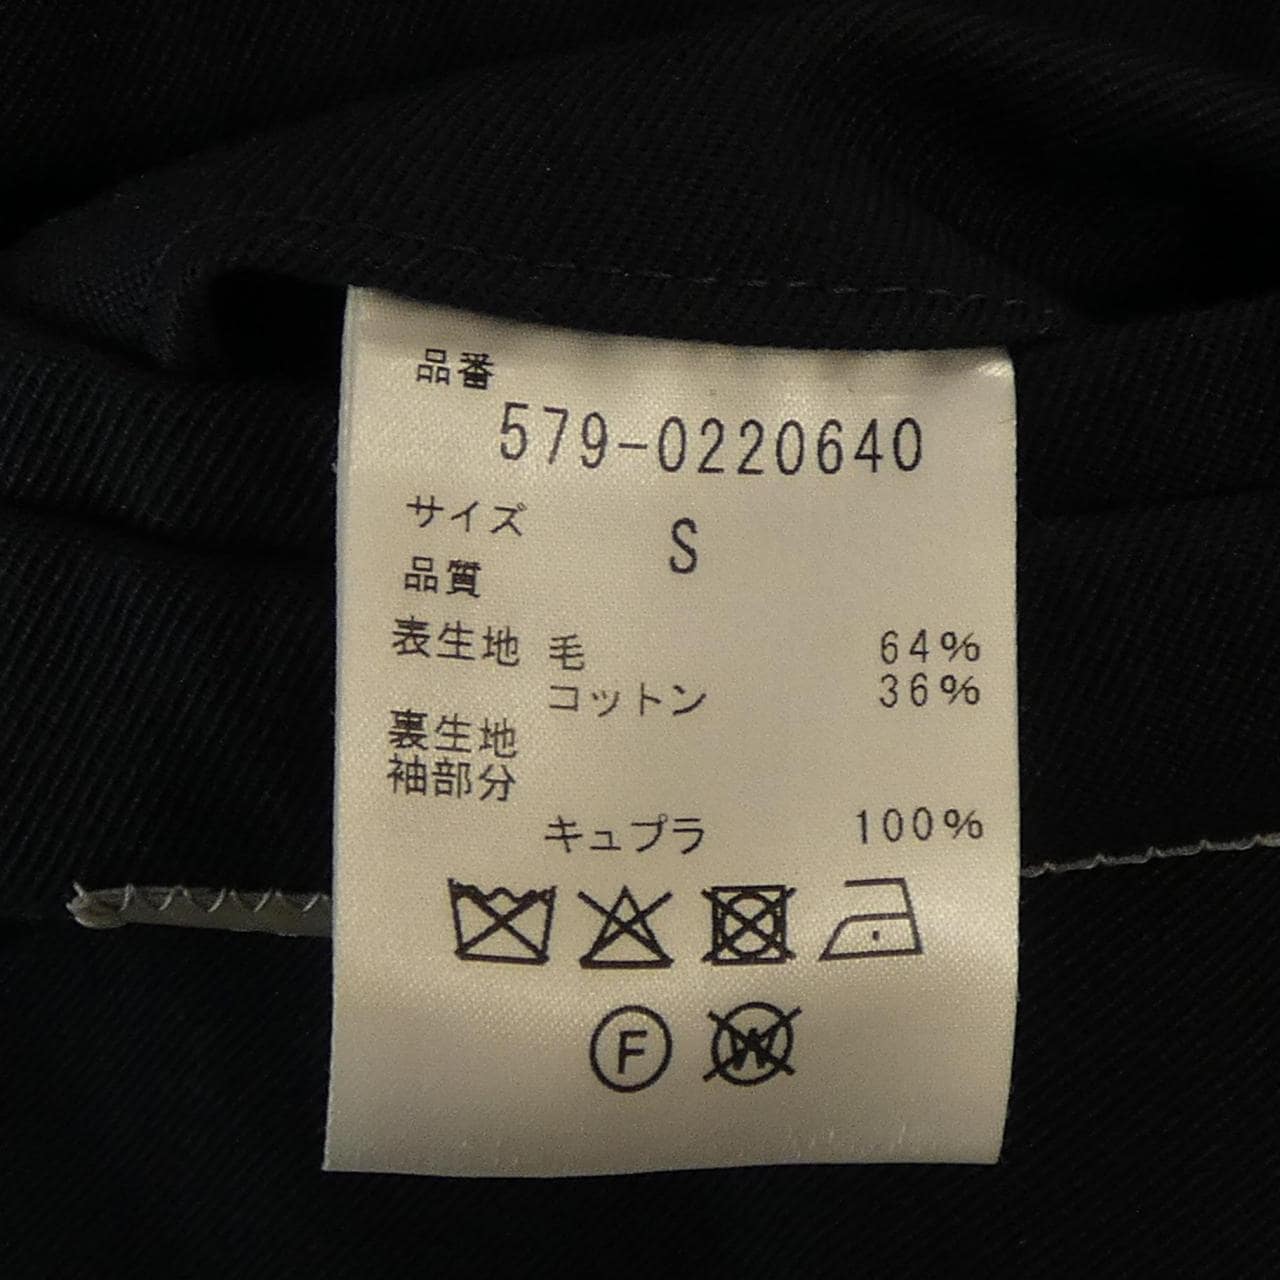 品番
579-0220640
サイズ S
品質
表生地 毛 64%
コットン 36%
裏生地
袖部分
キュプラ 100%
F W